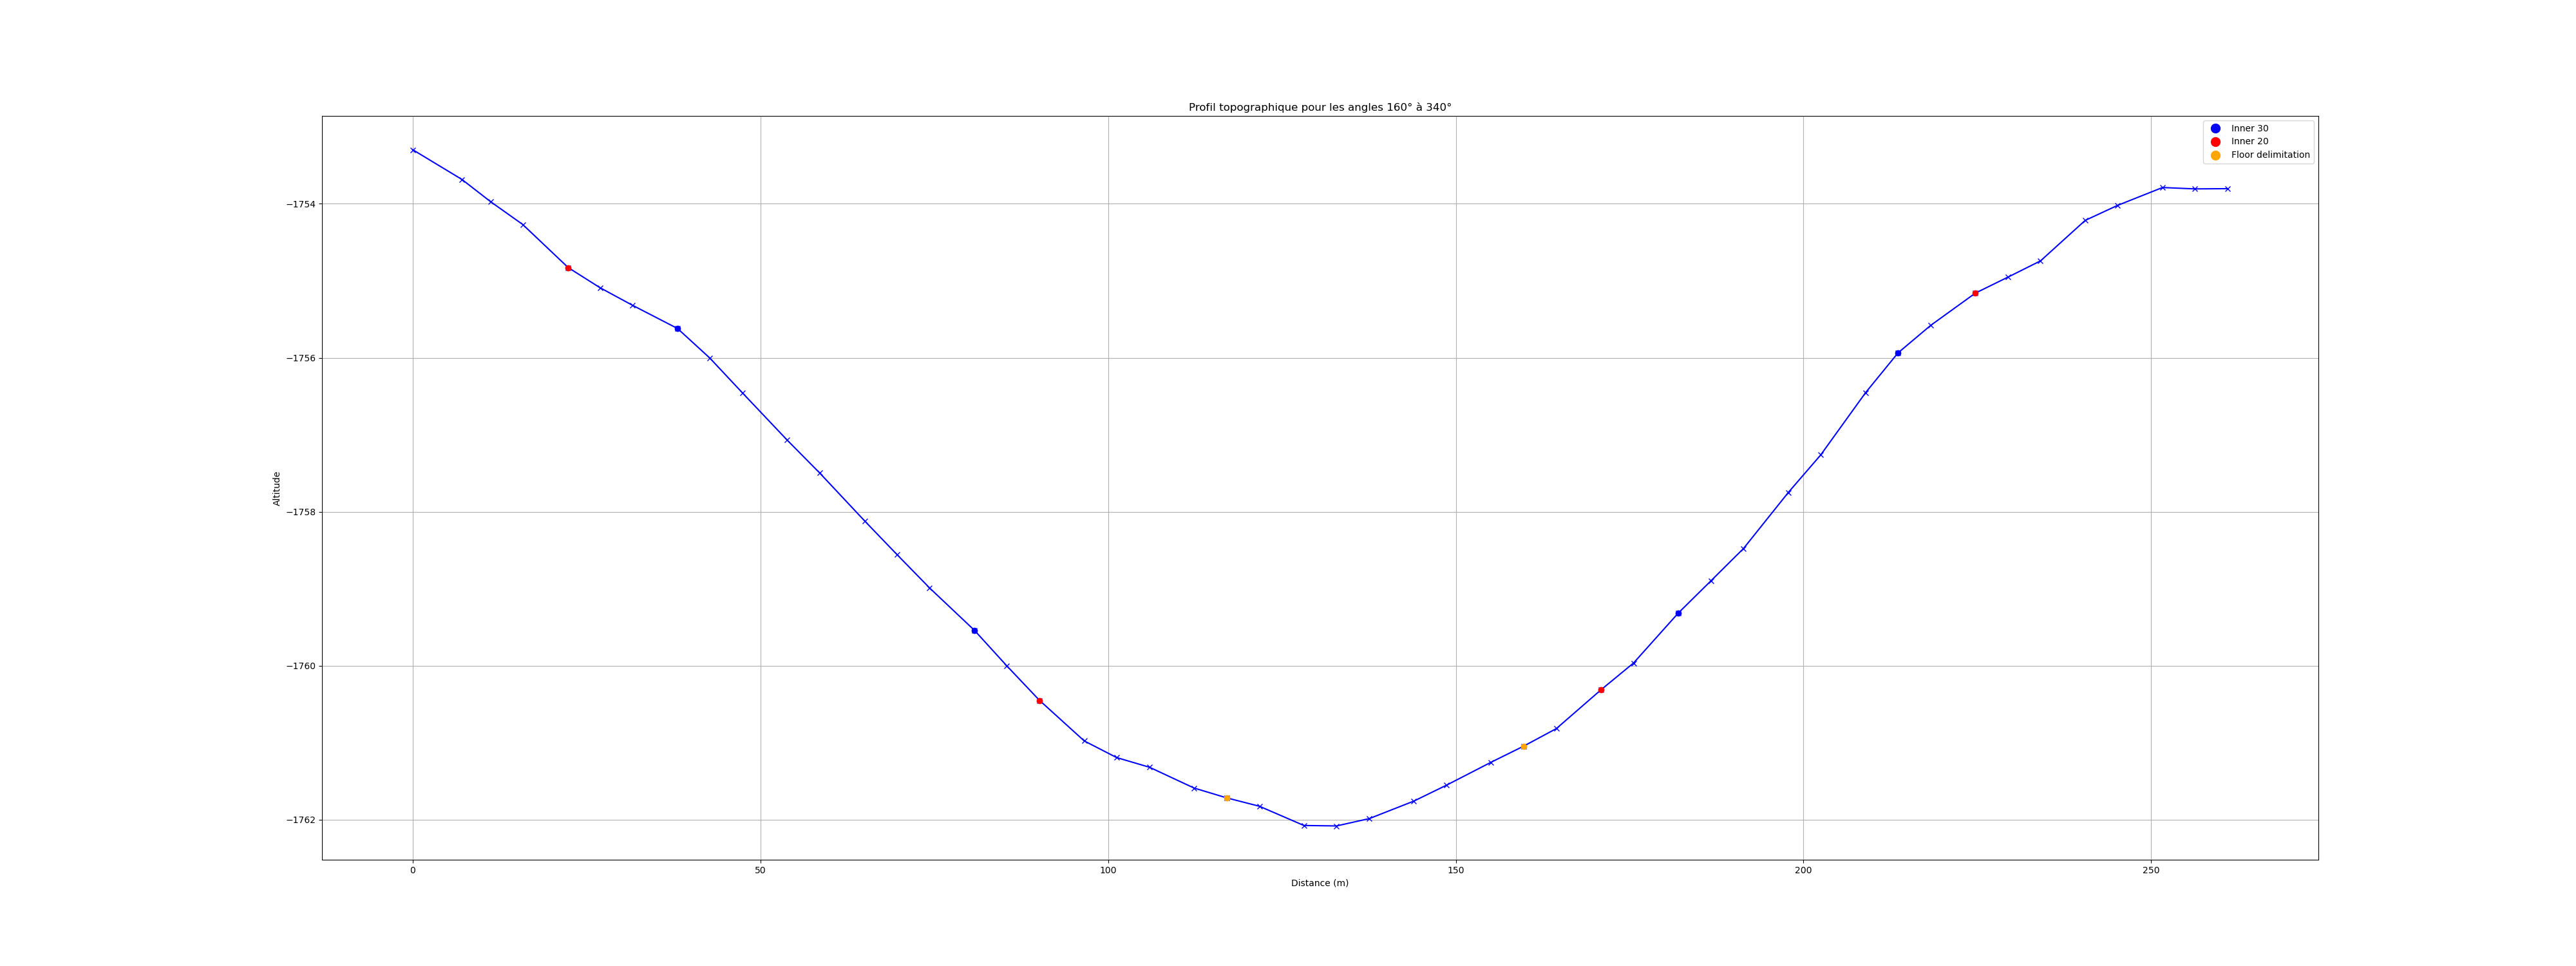 Profil topographique pour les angles 160° à 340°
Inner 30
Inner 20
Floor delimitation
−1754
−1756
−1758
−1760
−1762
Altitude
0 50 100 150 200 250
Distance (m)